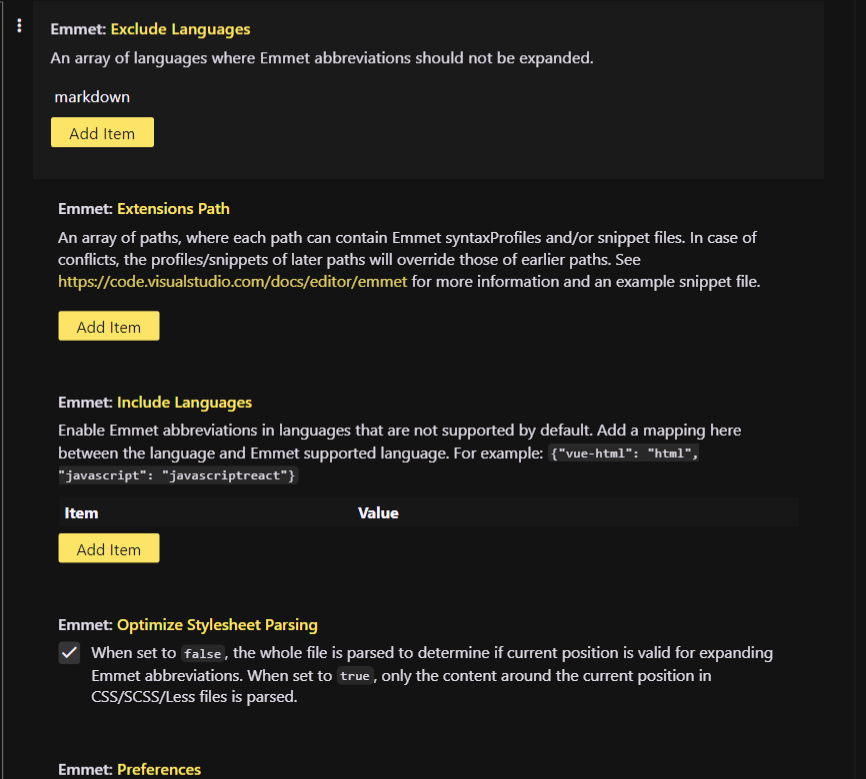 Emmet: Exclude Languages
An array of languages where Emmet abbreviations should not be expanded.
markdown
Add Item
Emmet: Extensions Path
An array of paths, where each path can contain Emmet syntaxProfiles and/or snippet files. In case of
conflicts, the profiles/snippets of later paths will override those of earlier paths. See
https://code.visualstudio.com/docs/editor/emmet for more information and an example snippet file.
Add Item
Emmet: Include Languages
Enable Emmet abbreviations in languages that are not supported by default. Add a mapping here
between the language and Emmet supported language. For example: {"vue-html": "html",
"javascript": "javascriptreact"}
Item Value
Add Item
Emmet: Optimize Stylesheet Parsing
When set to false, the whole file is parsed to determine if current position is valid for expanding
Emmet abbreviations. When set to true, only the content around the current position in
CSS/SCSS/Less files is parsed.
Emmet: Preferences